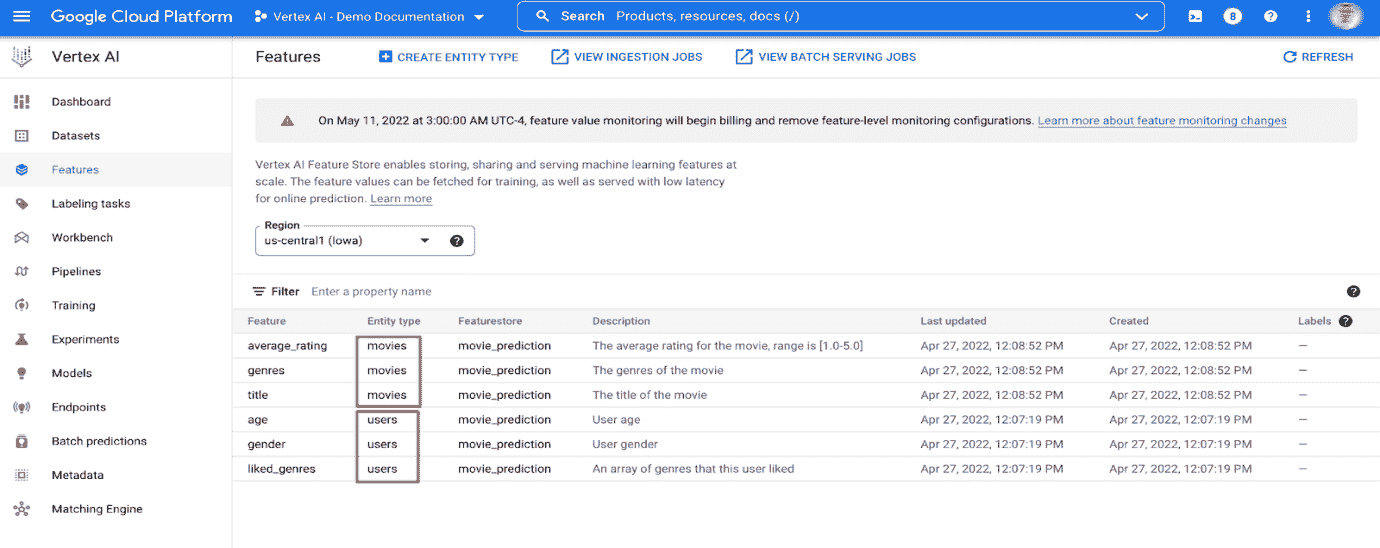 Google Cloud Platform
Vertex AI - Demo Documentation
Search Products, resources, docs (/)
8
Vertex AI
Features
CREATE ENTITY TYPE
VIEW INGESTION JOBS
VIEW BATCH SERVING JOBS
REFRESH
Dashboard
Datasets
Features
Labeling tasks
Workbench
Pipelines
Training
Experiments
Models
Endpoints
Batch predictions
Metadata
Matching Engine
On May 11, 2022 at 3:00:00 AM UTC-4, feature value monitoring will begin billing and remove feature-level monitoring configurations. Learn more about feature monitoring changes
Vertex AI Feature Store enables storing, sharing and serving machine learning features at
scale. The feature values can be fetched for training, as well as served with low latency
for online prediction. Learn more
Region
us-central1 (Iowa)
Filter Enter a property name
Feature Entity type Featurestore Description Last updated Created Labels
average_rating movies movie_prediction The average rating for the movie, range is [1.0-5.0] Apr 27, 2022, 12:08:52 PM Apr 27, 2022, 12:08:52 PM —
genres movies movie_prediction The genres of the movie Apr 27, 2022, 12:08:52 PM Apr 27, 2022, 12:08:52 PM —
title movies movie_prediction The title of the movie Apr 27, 2022, 12:08:52 PM Apr 27, 2022, 12:08:52 PM —
age users movie_prediction User age Apr 27, 2022, 12:07:19 PM Apr 27, 2022, 12:07:19 PM —
gender users movie_prediction User gender Apr 27, 2022, 12:07:19 PM Apr 27, 2022, 12:07:19 PM —
liked_genres users movie_prediction An array of genres that this user liked Apr 27, 2022, 12:07:19 PM Apr 27, 2022, 12:07:19 PM —